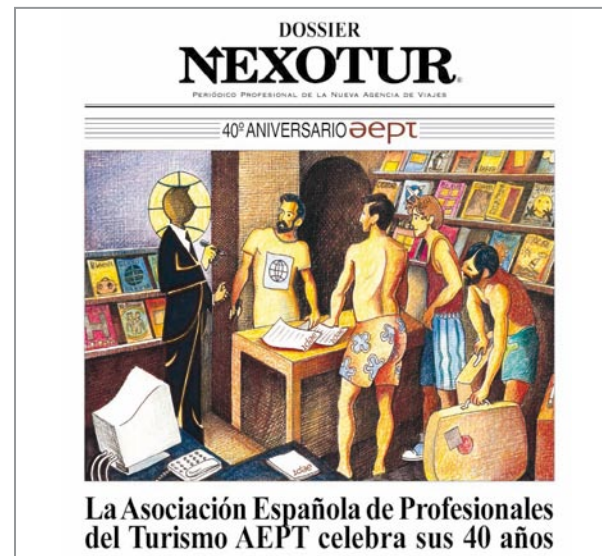 DOSSIER
NEXOTUR
PERIÓDICO PROFESIONAL DE LA NUEVA AGENCIA DE VIAJES
40º ANIVERSARIO aept
La Asociación Española de Profesionales
del Turismo AEPT celebra sus 40 años